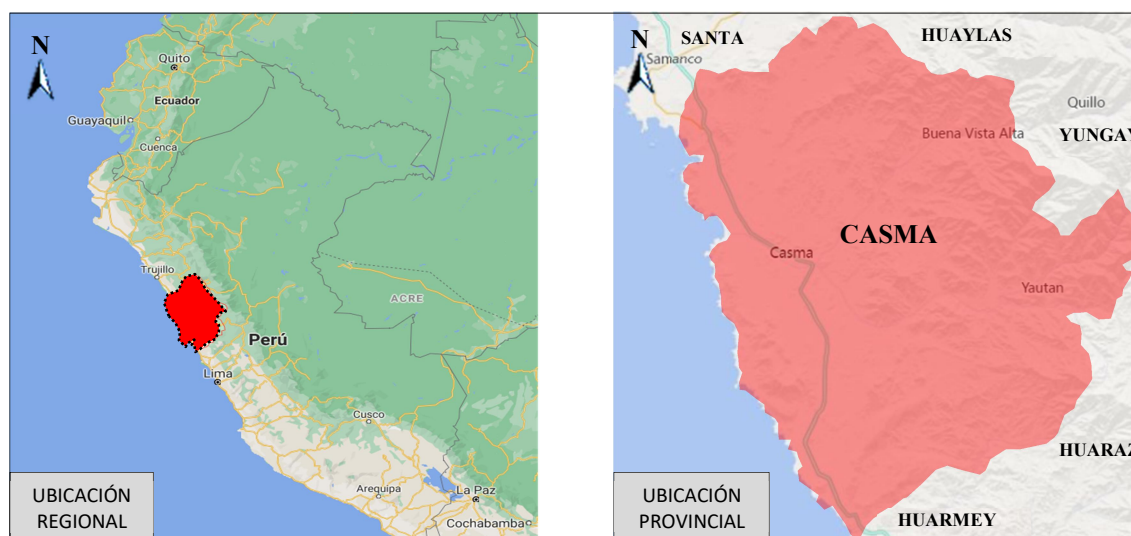 N
Quito
Ecuador
Guayaquil
Cuenca
Trujillo
ACRE
Perú
Lima
Cusco
Arequipa
La Paz
Cochabamba
UBICACIÓN
REGIONAL
N
SANTA
HUAYLAS
Samanco
Quillo
Buena Vista Alta
YUNGAY
CASMA
Casma
Yautan
HUARAZ
HUARMEY
UBICACIÓN
PROVINCIAL